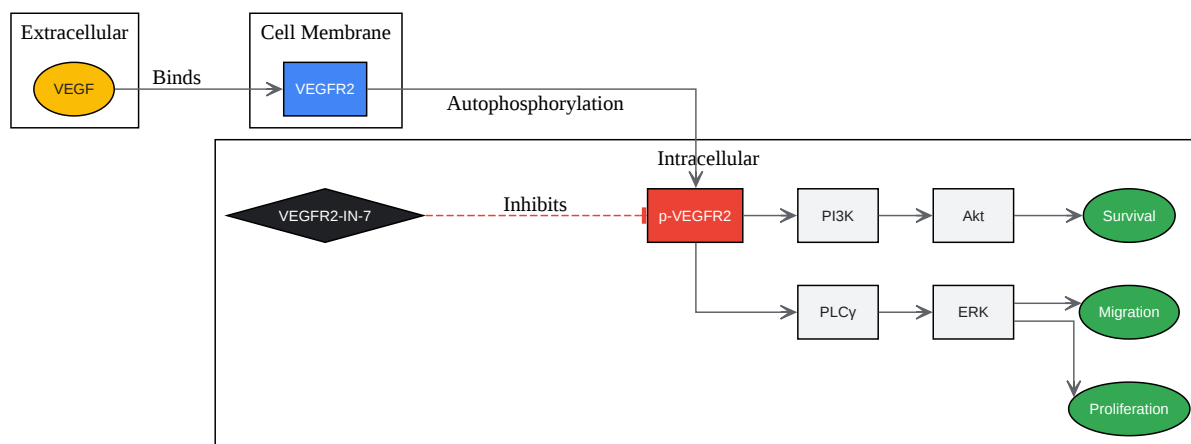 Extracellular
Cell Membrane
VEGF
Binds
VEGFR2
Autophosphorylation
Intracellular
VEGFR2-IN-7
Inhibits
p-VEGFR2
PI3K
Akt
Survival
PLCγ
ERK
Migration
Proliferation